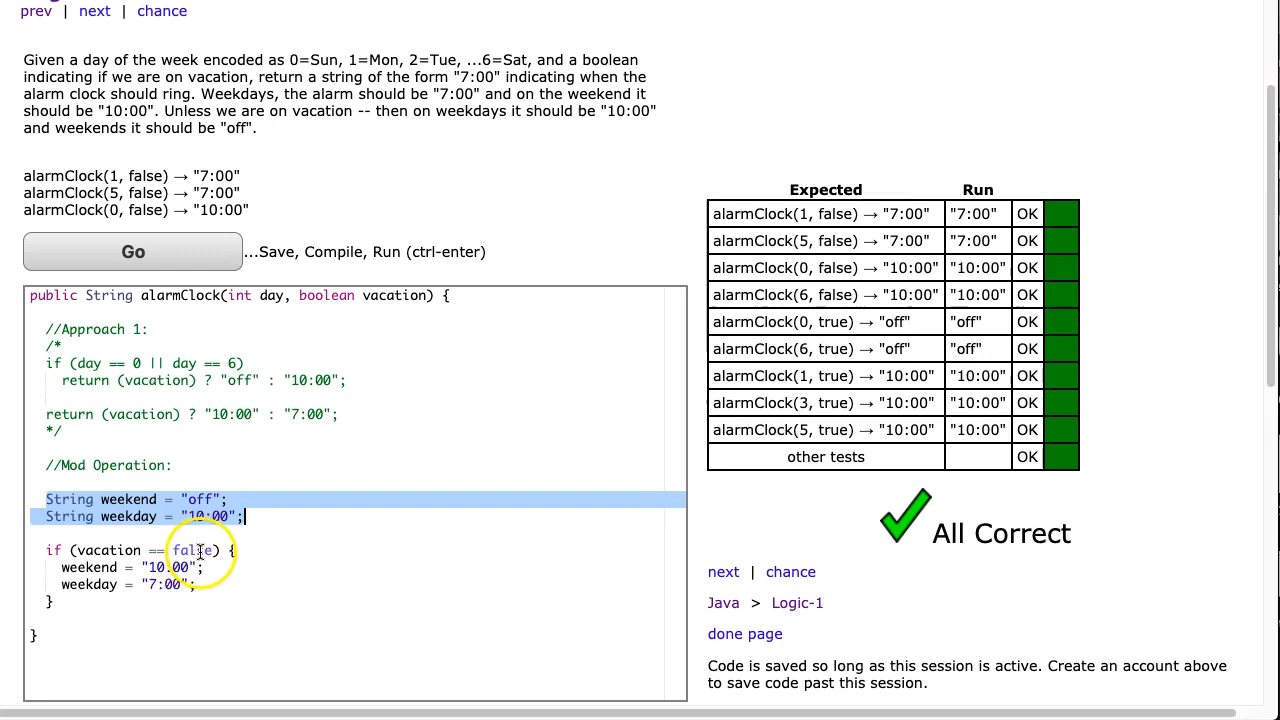 prev | next | chance
Given a day of the week encoded as 0=Sun, 1=Mon, 2=Tue, ...6=Sat, and a boolean
indicating if we are on vacation, return a string of the form "7:00" indicating when the
alarm clock should ring. Weekdays, the alarm should be "7:00" and on the weekend it
should be "10:00". Unless we are on vacation -- then on weekdays it should be "10:00"
and weekends it should be "off".
alarmClock(1, false) → "7:00"
alarmClock(5, false) → "7:00"
alarmClock(0, false) → "10:00"
Go ...Save, Compile, Run (ctrl-enter)
public String alarmClock(int day, boolean vacation) {
//Approach 1:
/*
if (day == 0 || day == 6)
return (vacation) ? "off" : "10:00";
return (vacation) ? "10:00" : "7:00";
*/
//Mod Operation:
String weekend = "off";
String weekday = "10:00";
if (vacation == false) {
weekend = "10:00";
weekday = "7:00";
}
}
Expected Run
alarmClock(1, false) → "7:00" "7:00" OK
alarmClock(5, false) → "7:00" "7:00" OK
alarmClock(0, false) → "10:00" "10:00" OK
alarmClock(6, false) → "10:00" "10:00" OK
alarmClock(0, true) → "off" "off" OK
alarmClock(6, true) → "off" "off" OK
alarmClock(1, true) → "10:00" "10:00" OK
alarmClock(3, true) → "10:00" "10:00" OK
alarmClock(5, true) → "10:00" "10:00" OK
other tests OK
All Correct
next | chance
Java > Logic-1
done page
Code is saved so long as this session is active. Create an account above
to save code past this session.